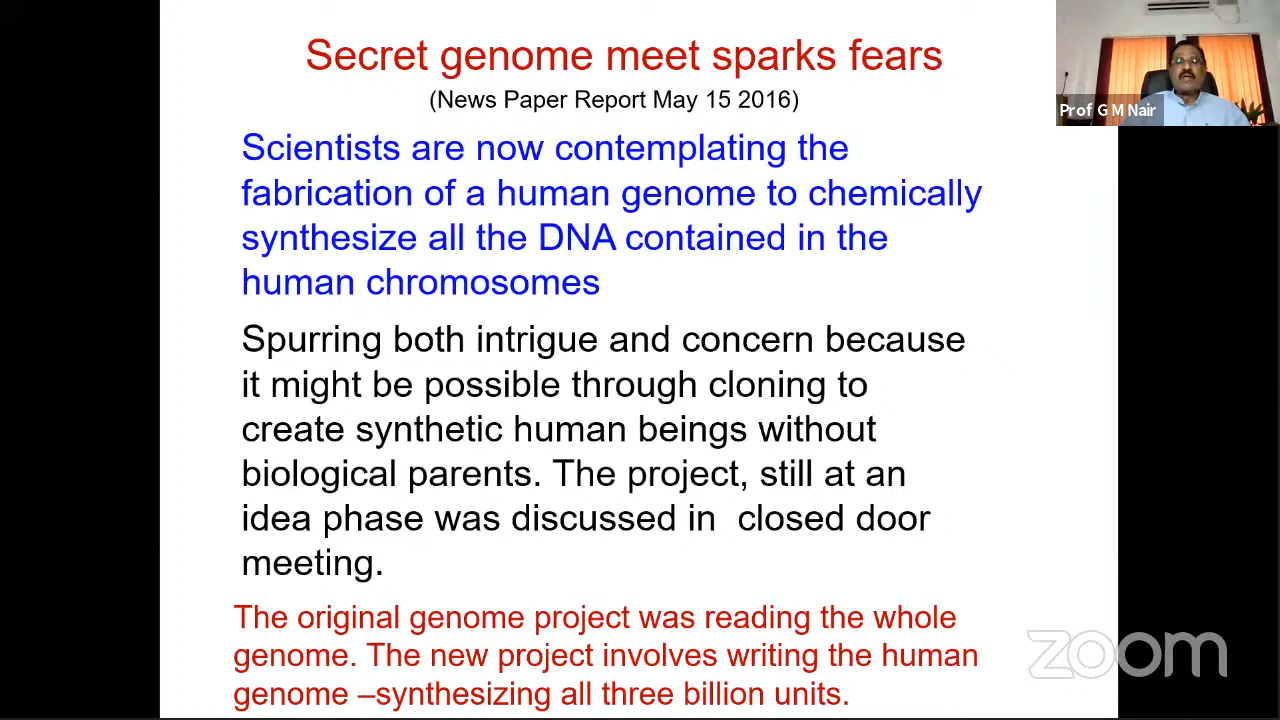 Secret genome meet sparks fears
(News Paper Report May 15 2016)
Prof G M Nair
Scientists are now contemplating the
fabrication of a human genome to chemically
synthesize all the DNA contained in the
human chromosomes
Spurring both intrigue and concern because
it might be possible through cloning to
create synthetic human beings without
biological parents. The project, still at an
idea phase was discussed in  closed door
meeting.
The original genome project was reading the whole
genome. The new project involves writing the human
genome –synthesizing all three billion units.
zoom